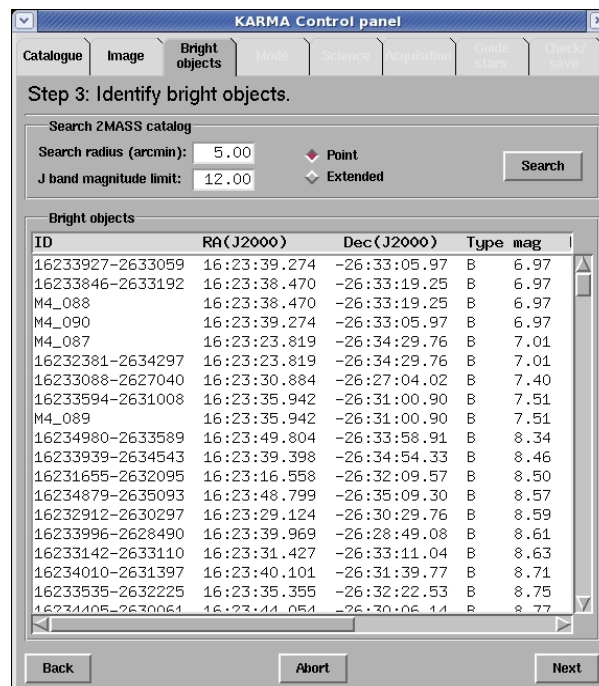 KARMA Control panel
Catalogue Image Bright objects Mode Science Acquisition Guide stars Check/ save
Step 3: Identify bright objects.
Search 2MASS catalog
Search radius (arcmin): 5.00 Point
J band magnitude limit: 12.00 Extended
Search
Bright objects
ID RA(J2000) Dec(J2000) Type mag
16233927-2633059 16:23:39.274 -26:33:05.97 B 6.97
16233846-2633192 16:23:38.470 -26:33:19.25 B 6.97
M4_088 16:23:38.470 -26:33:19.25 B 6.97
M4_090 16:23:39.274 -26:33:05.97 B 6.97
M4_087 16:23:23.819 -26:34:29.76 B 7.01
16232381-2634297 16:23:23.819 -26:34:29.76 B 7.01
16233088-2627040 16:23:30.884 -26:27:04.02 B 7.40
16233594-2631008 16:23:35.942 -26:31:00.90 B 7.51
M4_089 16:23:35.942 -26:31:00.90 B 7.51
16234980-2633589 16:23:49.804 -26:33:58.91 B 8.34
16233939-2634543 16:23:39.398 -26:34:54.33 B 8.46
16231655-2632095 16:23:16.558 -26:32:09.57 B 8.50
16234879-2635093 16:23:48.799 -26:35:09.30 B 8.57
16232912-2630297 16:23:29.124 -26:30:29.76 B 8.59
16233996-2628490 16:23:39.969 -26:28:49.08 B 8.61
16233142-2633110 16:23:31.427 -26:33:11.04 B 8.63
16234010-2631397 16:23:40.101 -26:31:39.77 B 8.71
16233535-2632225 16:23:35.355 -26:32:22.53 B 8.75
16234405-2630061 16:23:44.054 -26:30:06.14 B 8.77
Back Abort Next